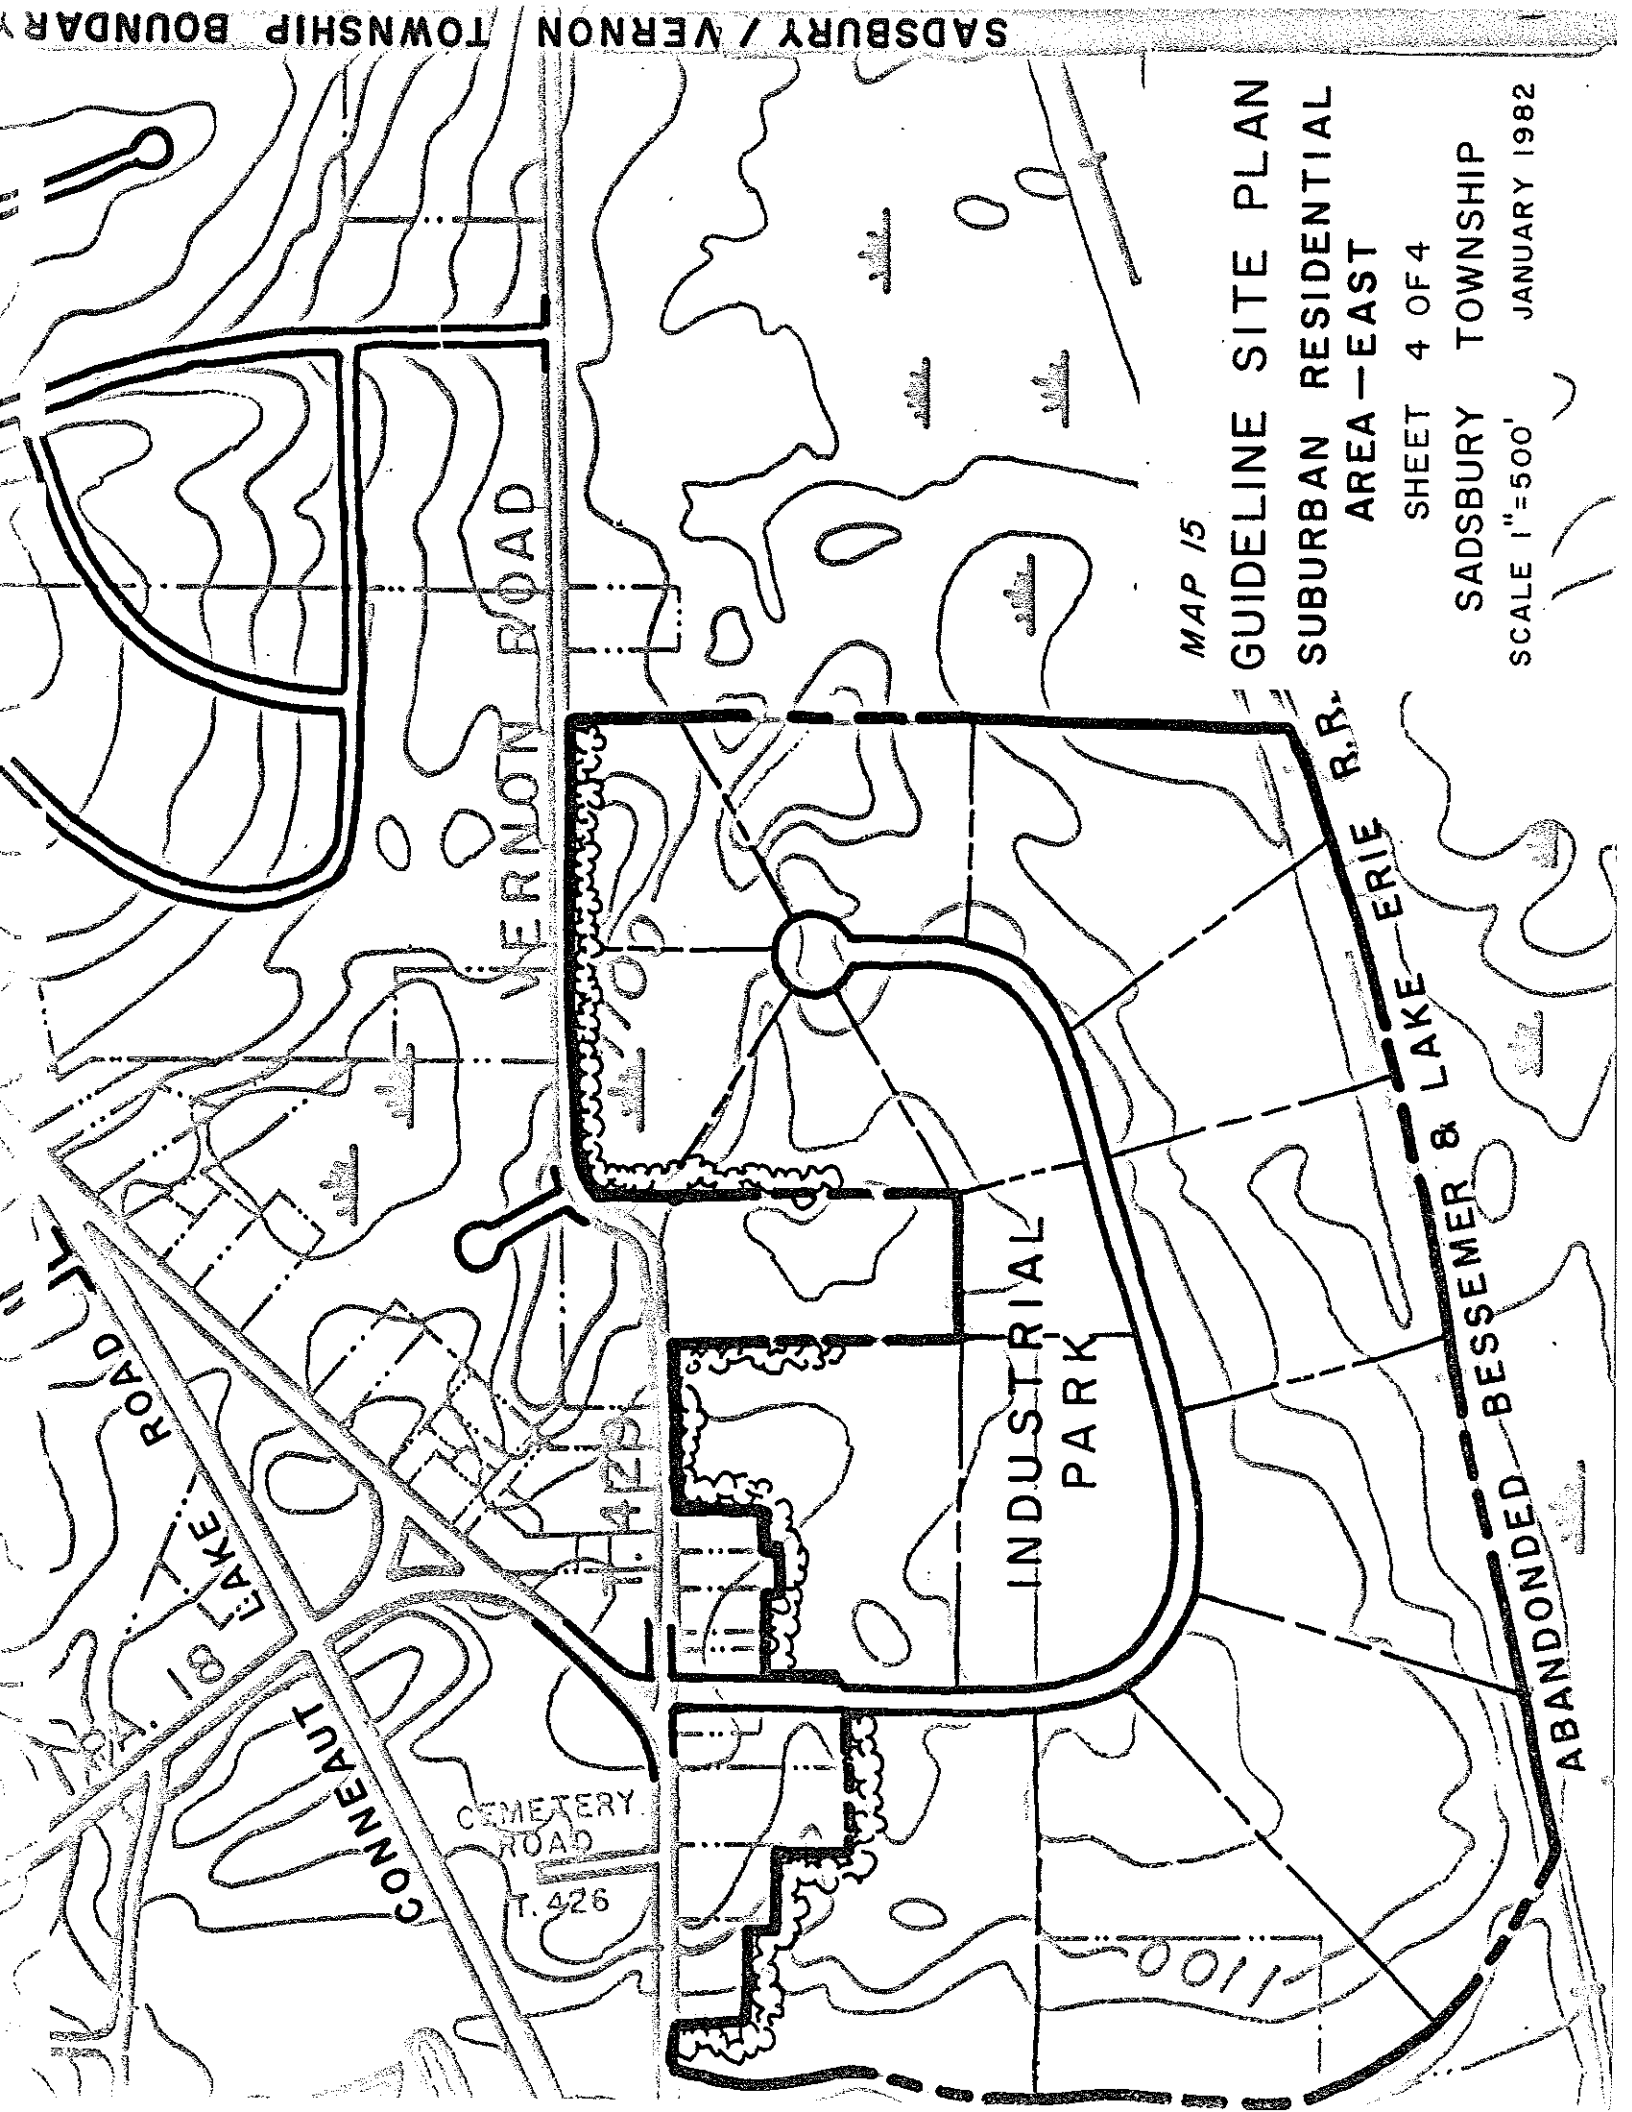 SADSBURY / VERNON TOWNSHIP BOUNDARY
MAP 15
GUIDELINE SITE PLAN
SUBURBAN RESIDENTIAL
AREA—EAST
SHEET 4 OF 4
SADSBURY TOWNSHIP
SCALE 1"=500' JANUARY 1982
VERNON ROAD
T. 429
CONNEAUT LAKE ROAD
18
CEMETERY
ROAD
T. 426
INDUSTRIAL
PARK
1100
ABANDONDED BESSEMER & LAKE ERIE R.R.